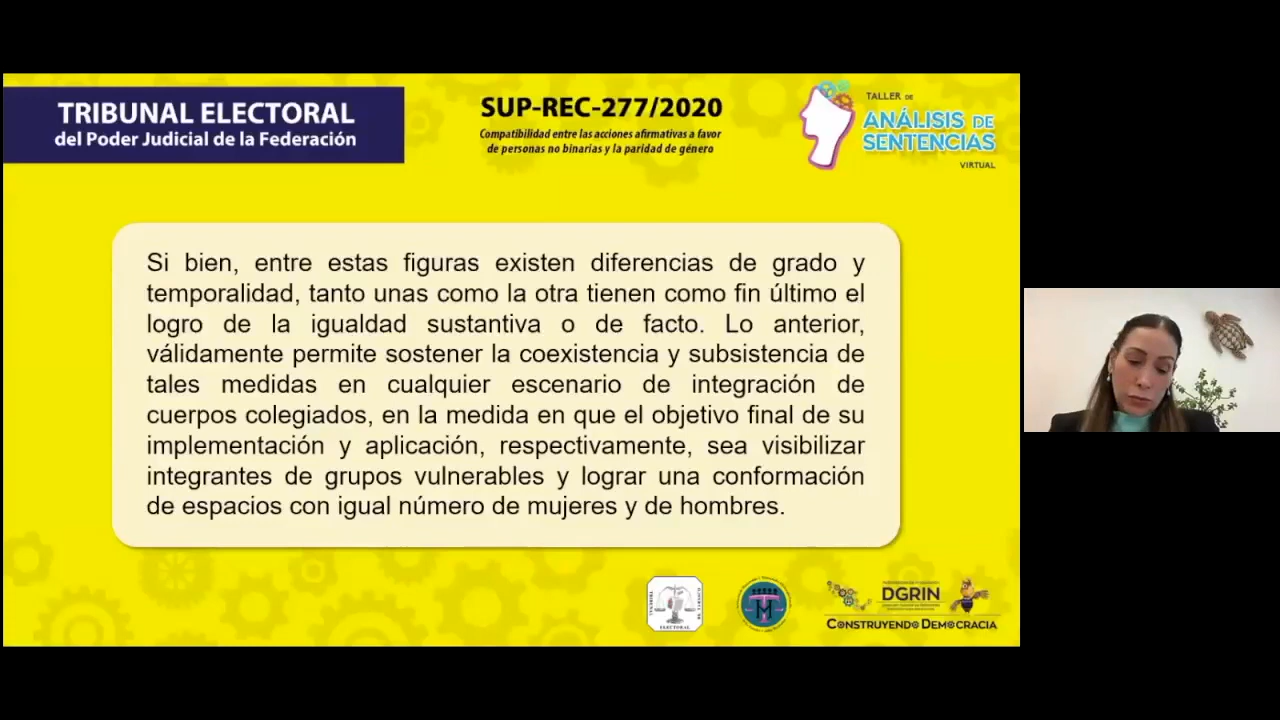 TRIBUNAL ELECTORAL
del Poder Judicial de la Federación
SUP-REC-277/2020
Compatibilidad entre las acciones afirmativas a favor
de personas no binarias y la paridad de género
TALLER DE
ANÁLISIS DE
SENTENCIAS
VIRTUAL
Si bien, entre estas figuras existen diferencias de grado y
temporalidad, tanto unas como la otra tienen como fin último el
logro de la igualdad sustantiva o de facto. Lo anterior,
válidamente permite sostener la coexistencia y subsistencia de
tales medidas en cualquier escenario de integración de
cuerpos colegiados, en la medida en que el objetivo final de su
implementación y aplicación, respectivamente, sea visibilizar
integrantes de grupos vulnerables y lograr una conformación
de espacios con igual número de mujeres y de hombres.
ELECTORAL
DGRIN
CONSTRUYENDO DEMOCRACIA